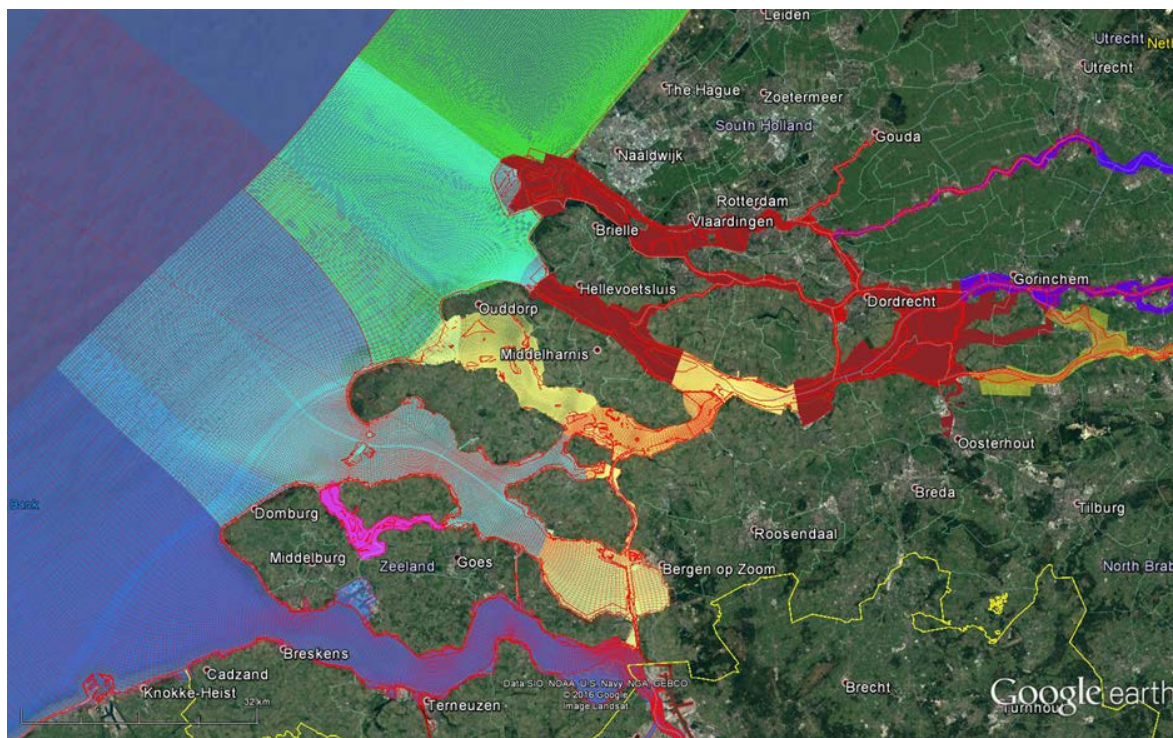 Leiden
Utrecht
Utrecht
The Hague
Zoetermeer
South Holland
Gouda
Naaldwijk
Rotterdam
Vlaardingen
Brielle
Gorinchem
Hellevoetsluis
Dordrecht
Ouddorp
Middelharnis
Oosterhout
Breda
Tilburg
Domburg
Roosendaal
Middelburg
Goes
Zeeland
Bergen op Zoom
North Brab
Breskens
Cadzand
Data SIO, NOAA, U.S. Navy, NGA, GEBCO
Knokke-Heist
© 2016 Google
Brecht
Google earth
Terneuzen
Image Landsat
32 km